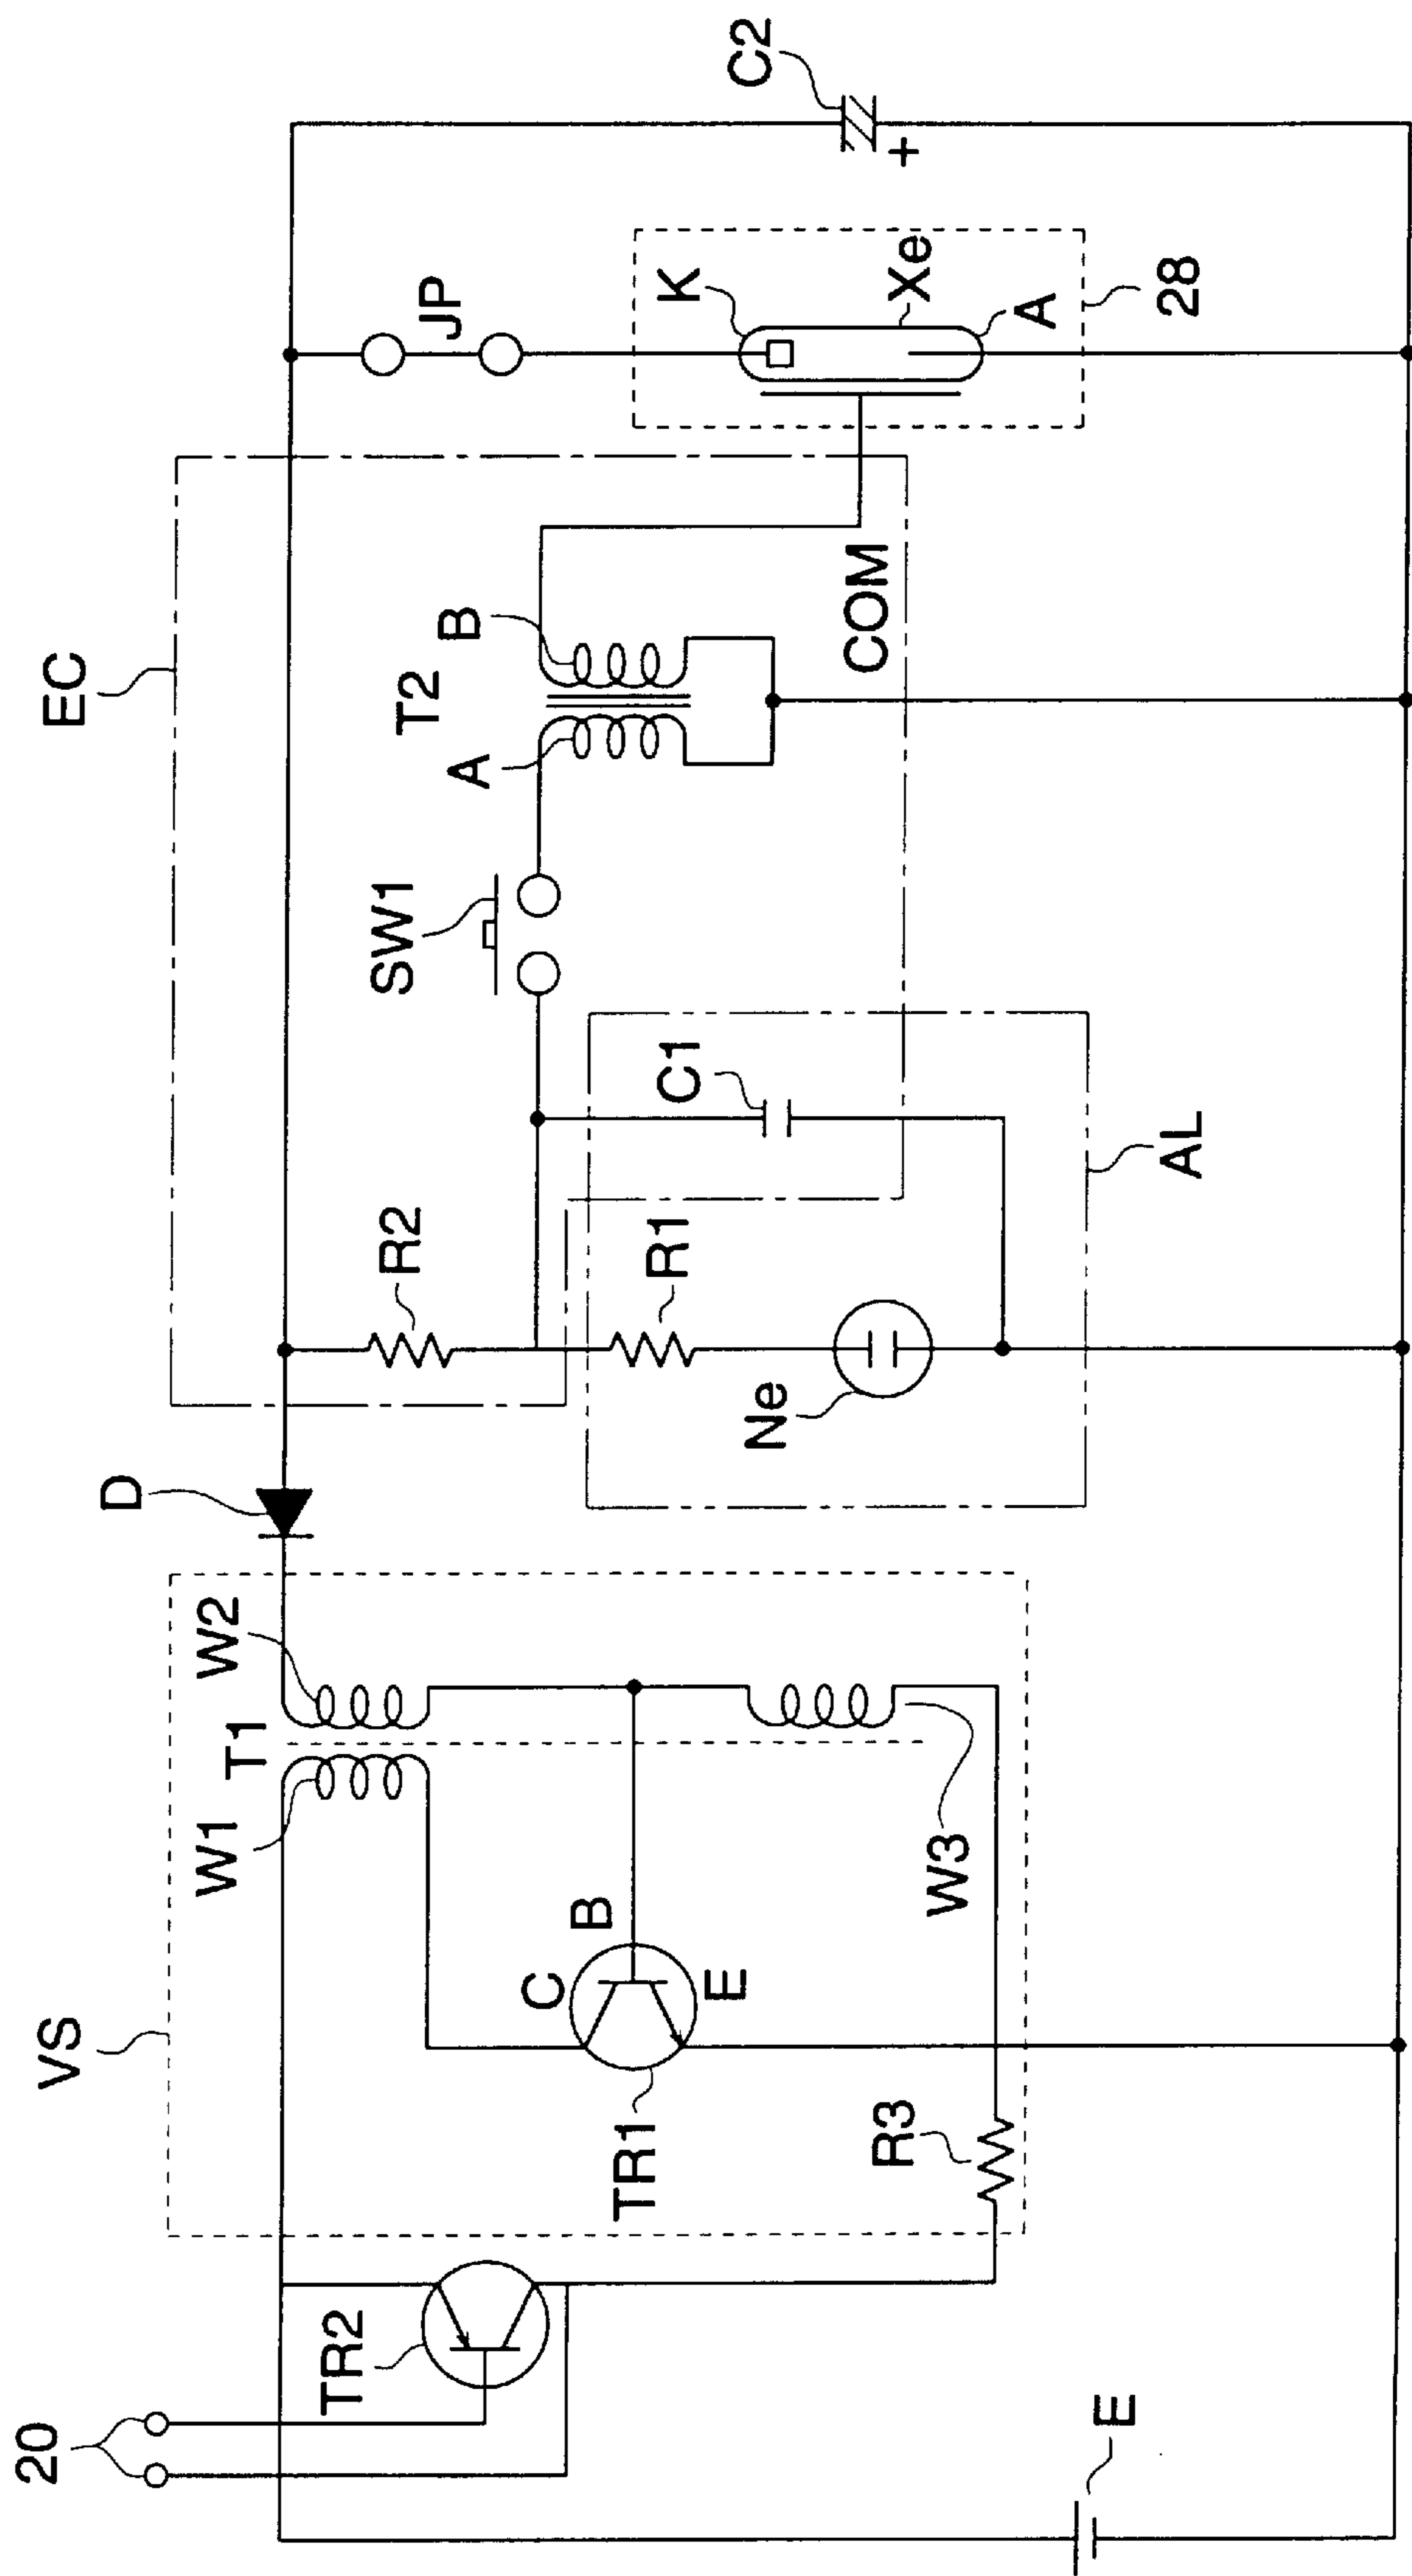 20
TR2
E
VS
W1
T1
W2
C
B
E
TR1
W3
R3
D
EC
R2
R1
Ne
C1
AL
SW1
A
T2
B
COM
JP
K
Xe
A
28
C2
+